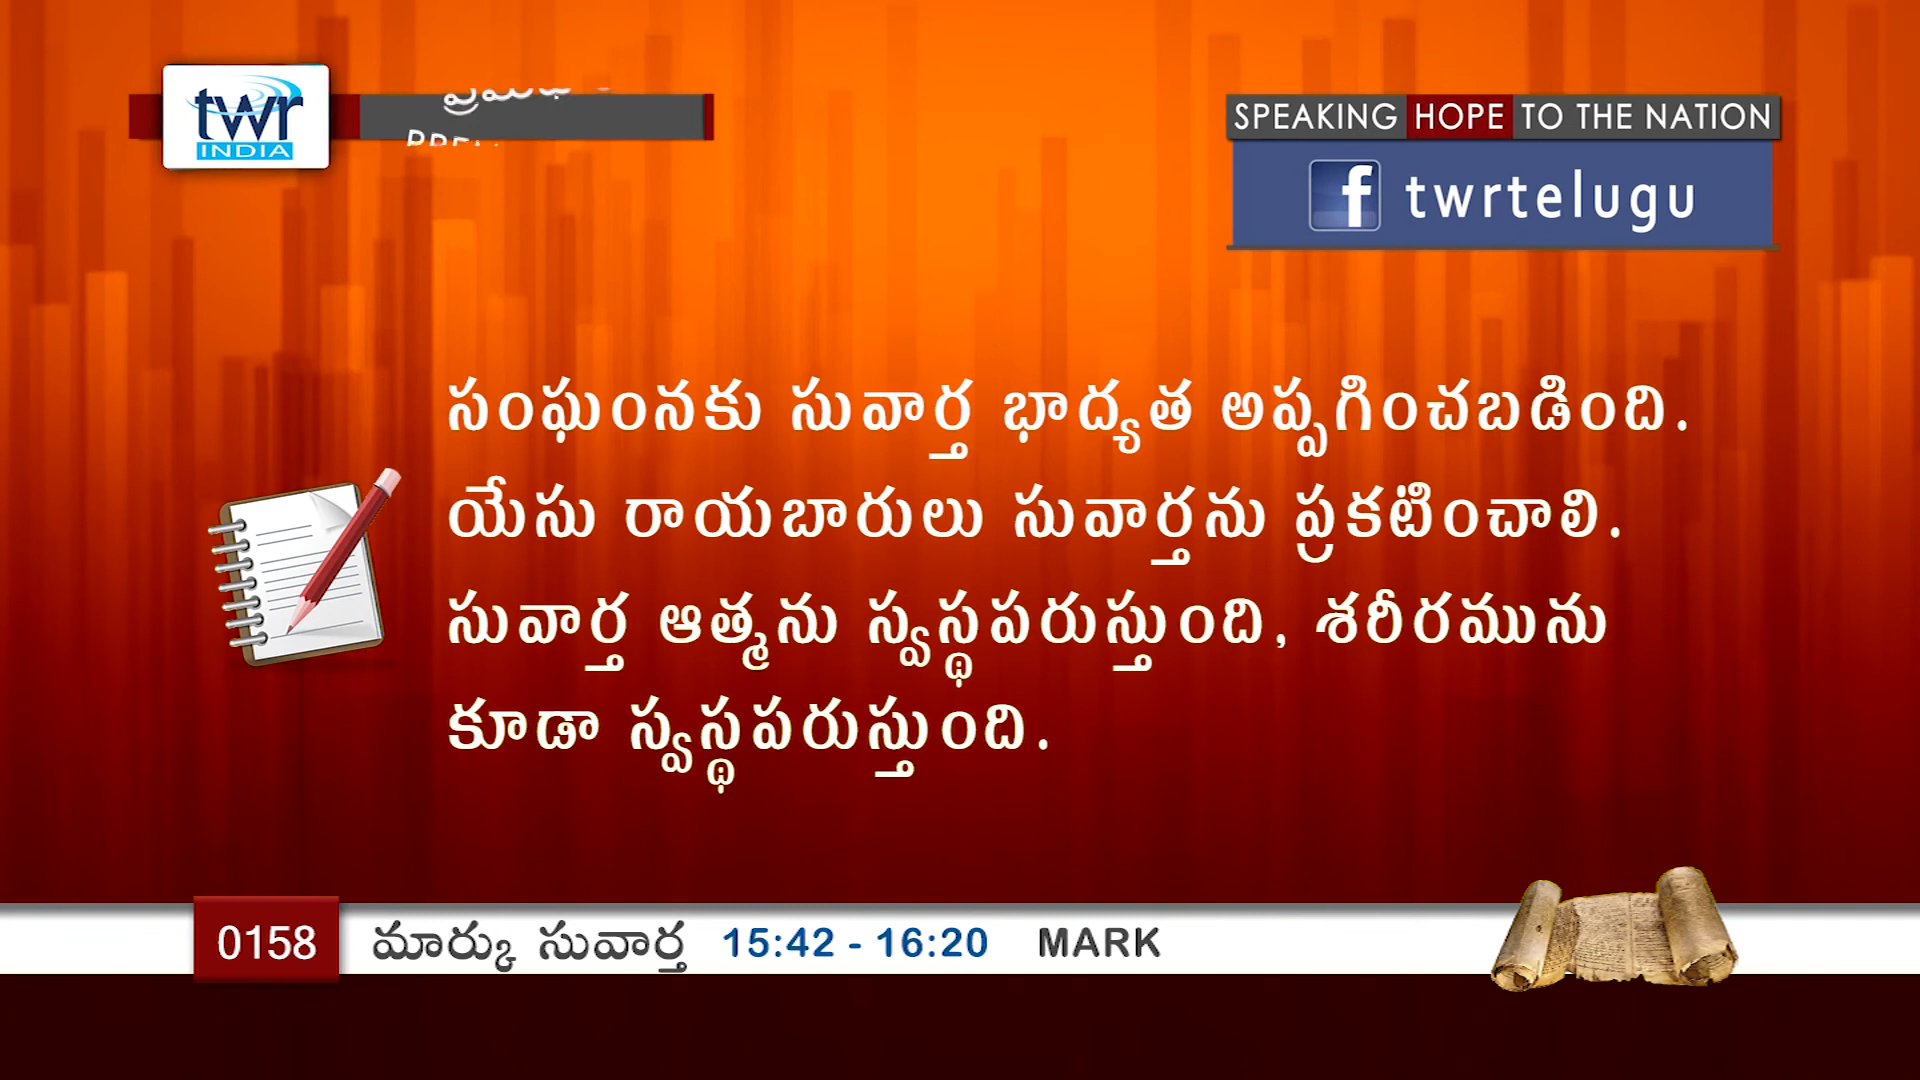 twr
INDIA
SPEAKING HOPE TO THE NATION
f twrtelugu
సంఘంనకు సువార్త భాద్యత అప్పగించబడింది.
యేసు రాయబారులు సువార్తను ప్రకటించాలి.
సువార్త ఆత్మను స్వస్థపరుస్తుంది, శరీరమును
కూడా స్వస్థపరుస్తుంది.
0158 మార్కు సువార్త 15:42 - 16:20 MARK